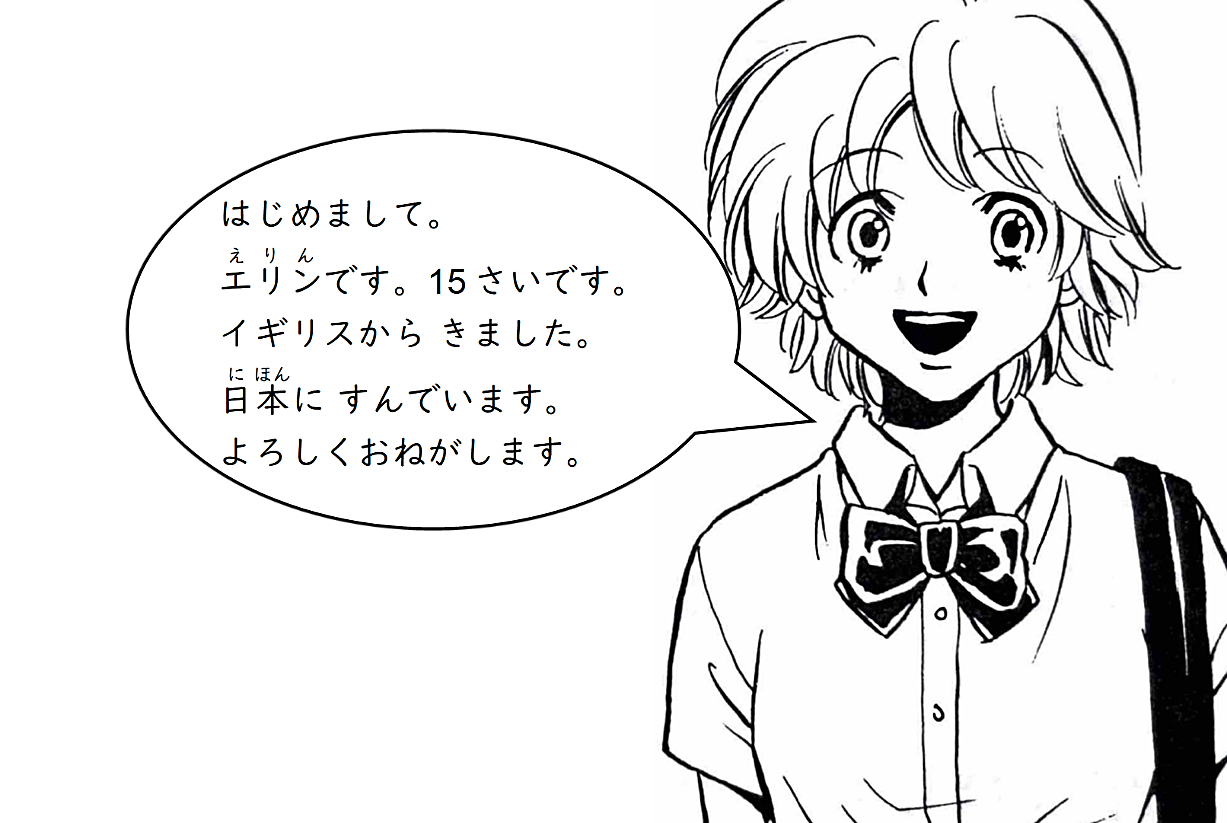 はじめまして。
えりん
エリンです。15 さいです。
イギリスから きました。
に ほん
日本に すんでいます。
よろしくおねがします。